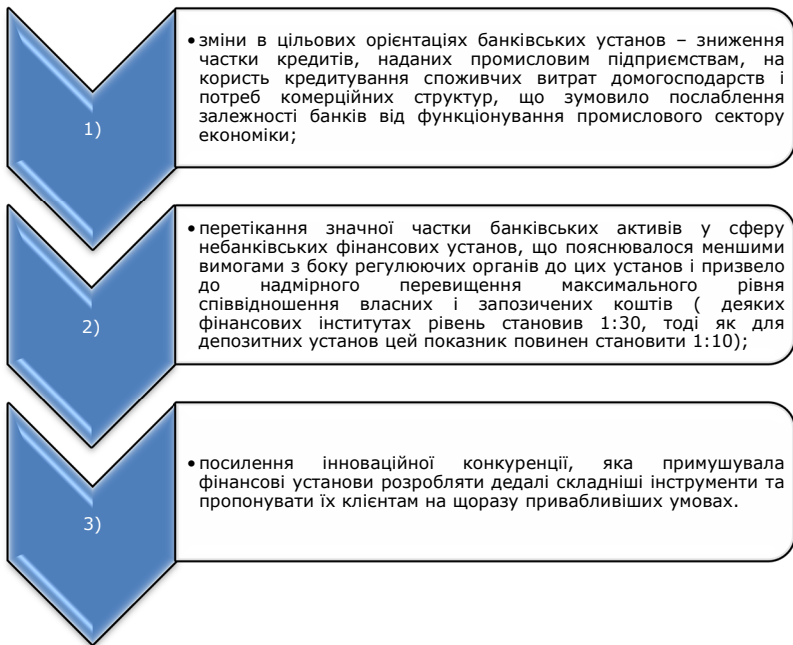 1)
• зміни в цільових орієнтаціях банківських установ – зниження
частки кредитів, наданих промисловим підприємствам, на
користь кредитування споживчих витрат домогосподарств і
потреб комерційних структур, що зумовило послаблення
залежності банків від функціонування промислового сектору
економіки;
2)
• перетікання значної частки банківських активів у сферу
небанківських фінансових установ, що пояснювалося меншими
вимогами з боку регулюючих органів до цих установ і призвело
до надмірного перевищення максимального рівня
співвідношення власних і запозичених коштів ( деяких
фінансових інститутах рівень становив 1:30, тоді як для
депозитних установ цей показник повинен становити 1:10);
3)
• посилення інноваційної конкуренції, яка примушувала
фінансові установи розробляти дедалі складніші інструменти та
пропонувати їх клієнтам на щоразу привабливіших умовах.